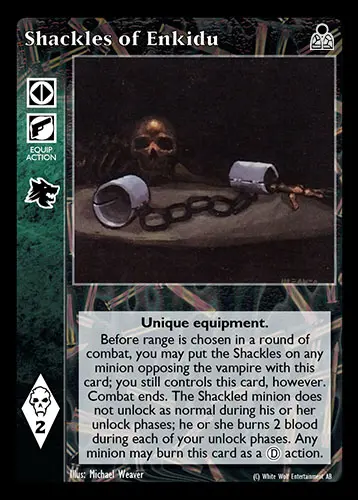 Shackles of Enkidu
EQUIP
ACTION
Unique equipment.
Before range is chosen in a round of
combat, you may put the Shackles on any
minion opposing the vampire with this
card; you still controls this card, however.
Combat ends. The Shackled minion does
not unlock as normal during his or her
unlock phases; he or she burns 2 blood
during each of your unlock phases. Any
minion may burn this card as a Ⓓ action.
2
Illus: Michael Weaver
(C) White Wolf Entertainment AB